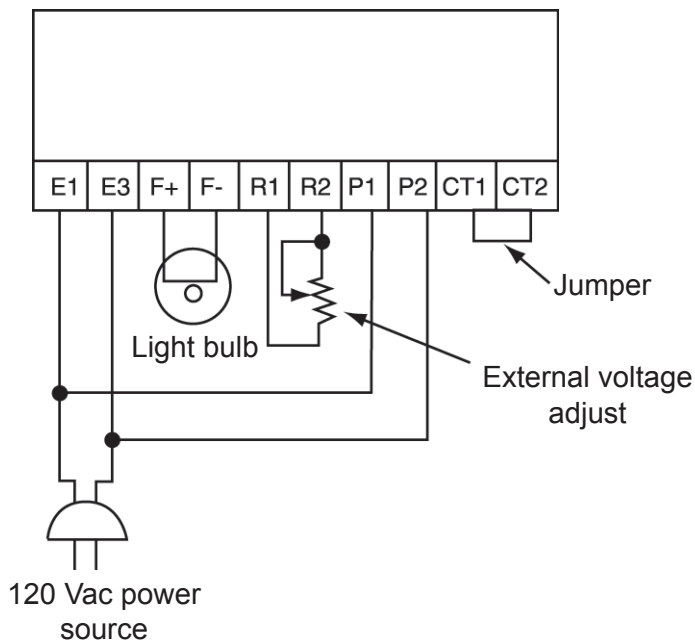 E1 E3 F+ F- R1 R2 P1 P2 CT1 CT2
Jumper
Light bulb
External voltage
adjust
120 Vac power
source